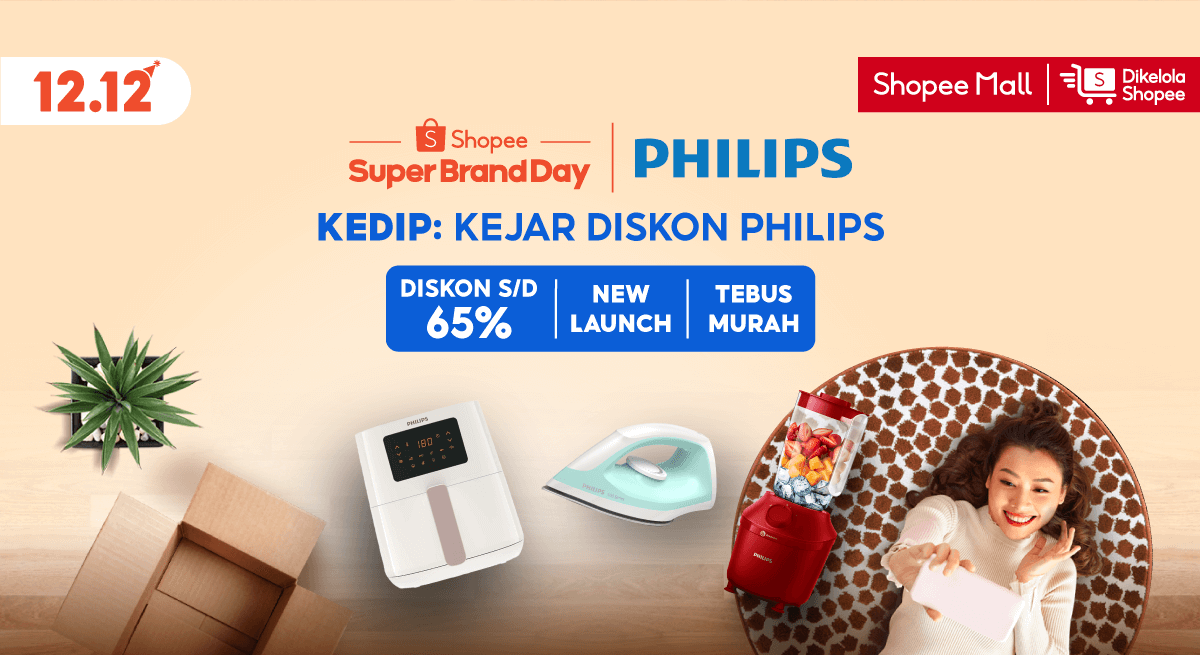 12.12
Shopee Mall
Dikelola
Shopee
Shopee
Super Brand Day
PHILIPS
KEDIP: KEJAR DISKON PHILIPS
DISKON S/D
65%
NEW
LAUNCH
TEBUS
MURAH
PHILIPS
180
PHILIPS
PHILIPS